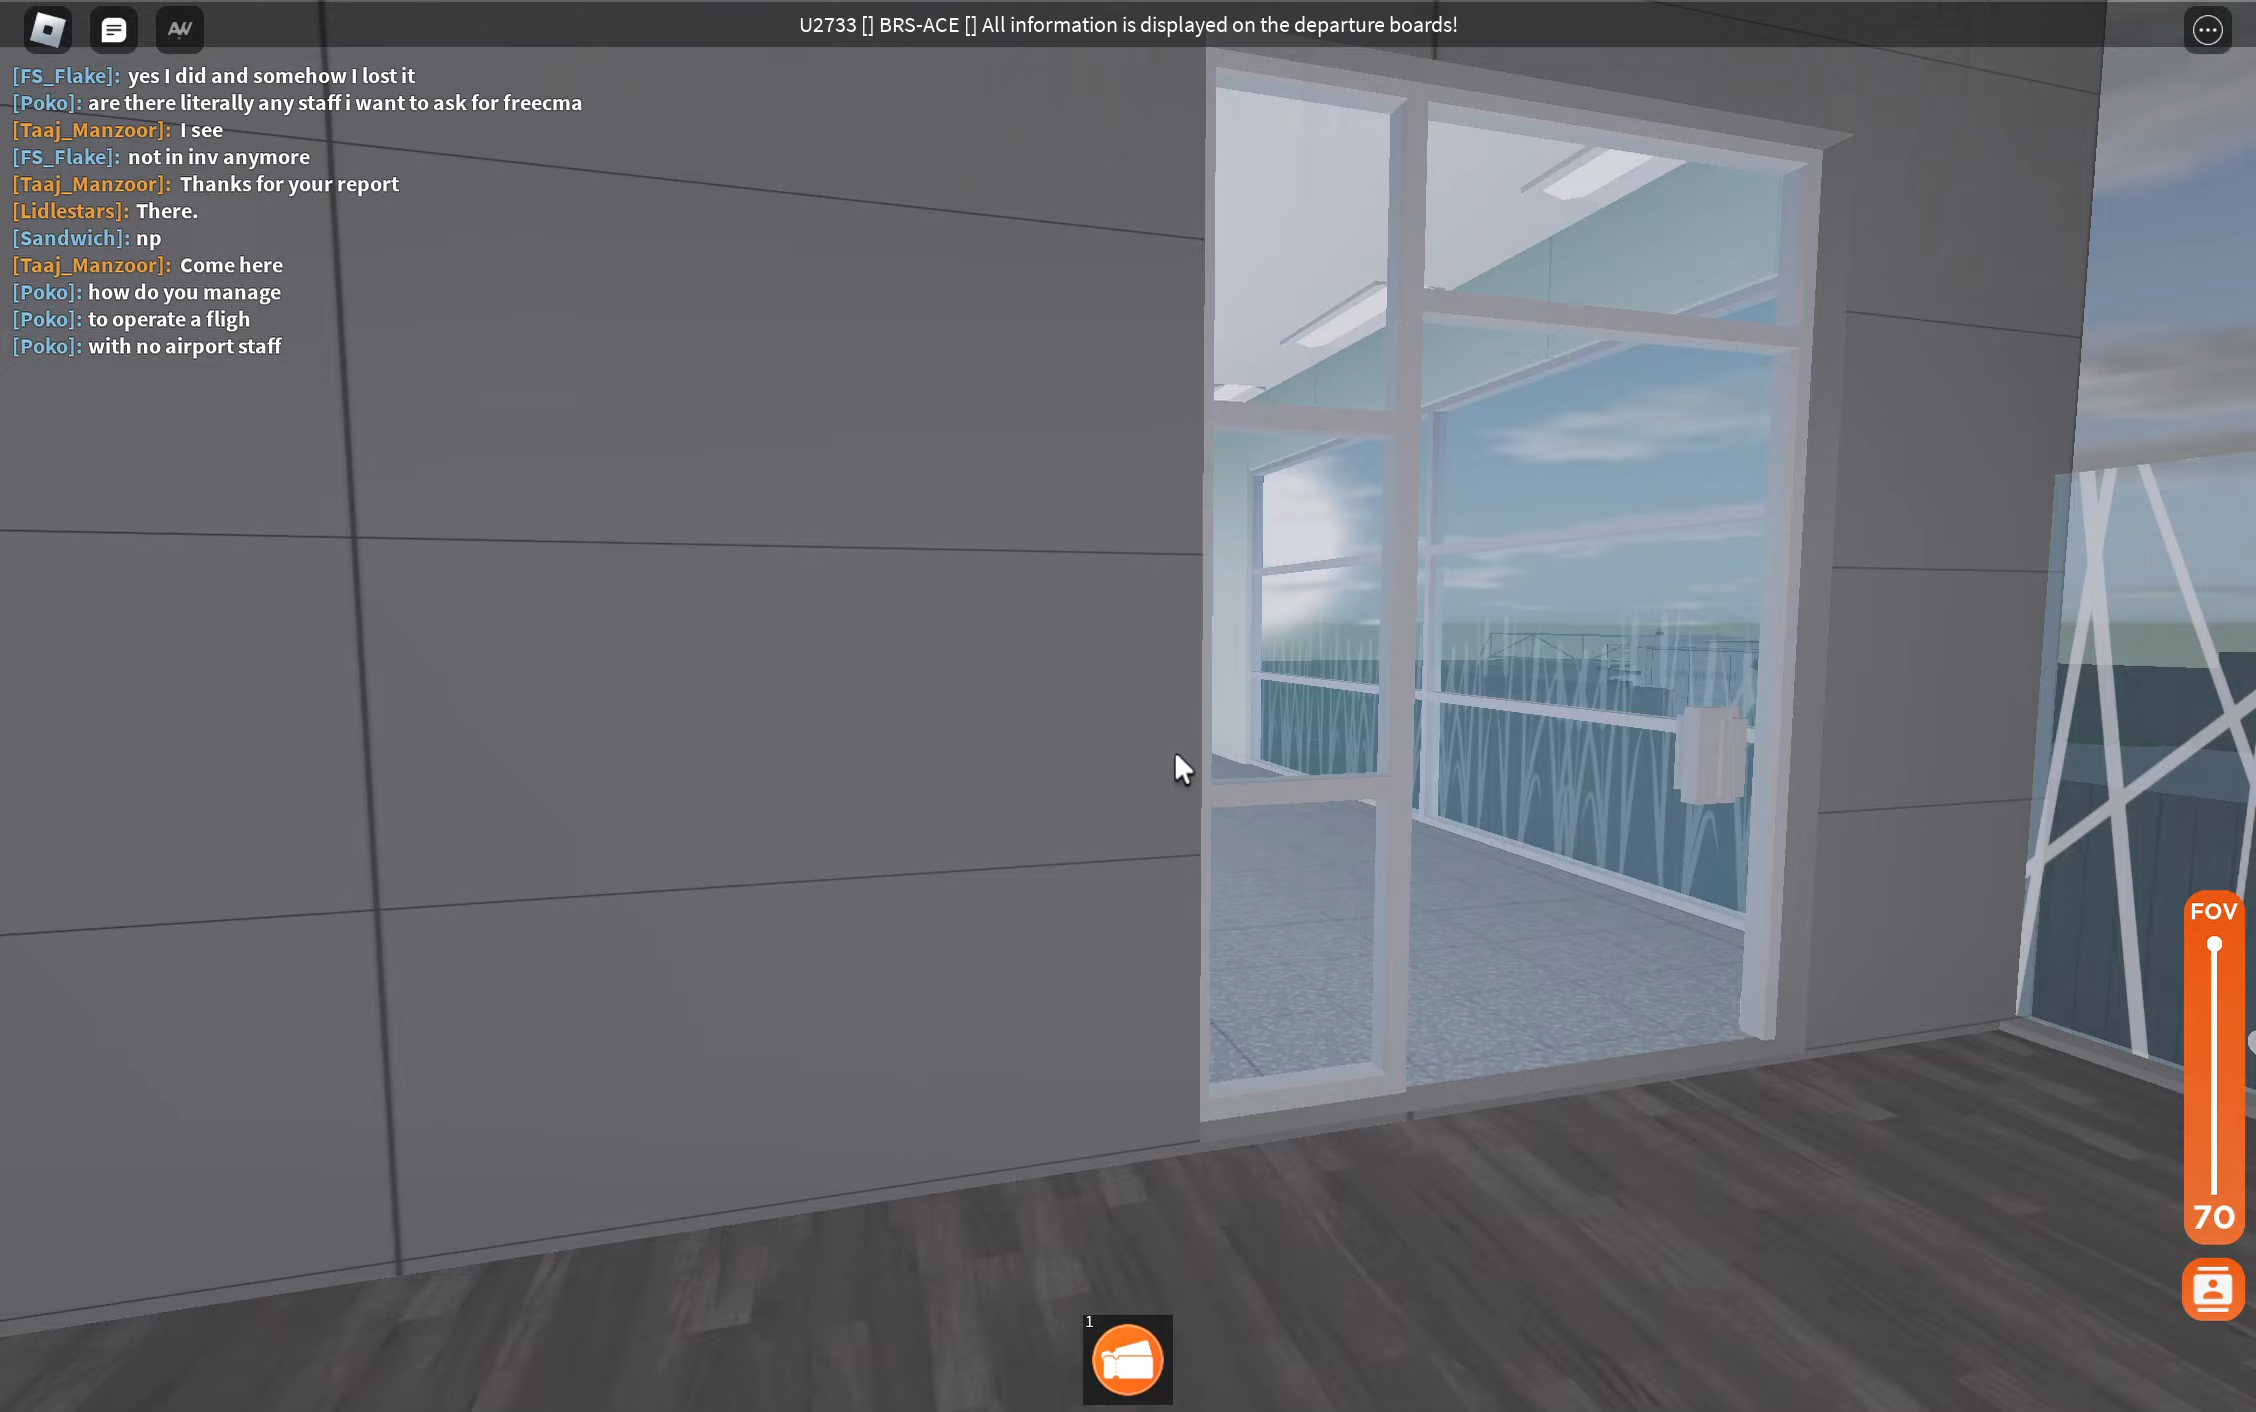 U2733 [] BRS-ACE [] All information is displayed on the departure boards!
[FS_Flake]: yes I did and somehow I lost it
[Poko]: are there literally any staff i want to ask for freecma
[Taaj_Manzoor]: I see
[FS_Flake]: not in inv anymore
[Taaj_Manzoor]: Thanks for your report
[Lidlestars]: There.
[Sandwich]: np
[Taaj_Manzoor]: Come here
[Poko]: how do you manage
[Poko]: to operate a fligh
[Poko]: with no airport staff
FOV
70
1